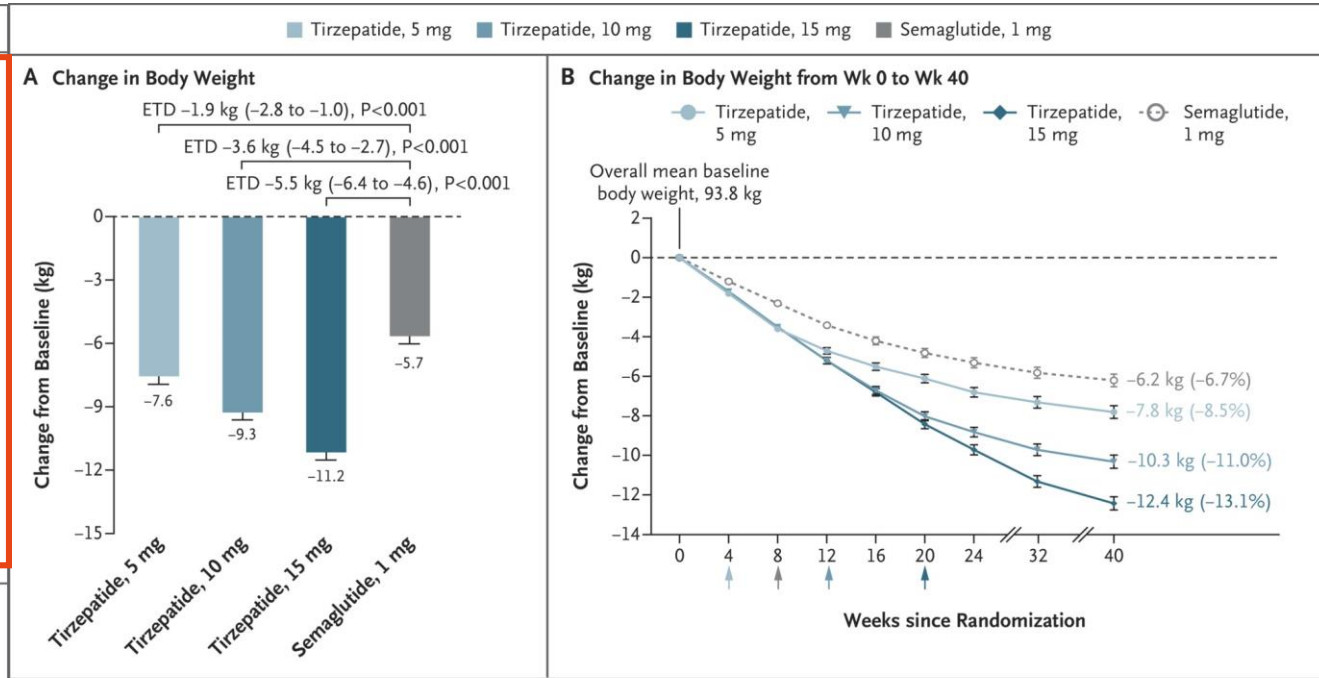 Tirzepatide, 5 mg Tirzepatide, 10 mg Tirzepatide, 15 mg Semaglutide, 1 mg
A Change in Body Weight
ETD –1.9 kg (–2.8 to –1.0), P<0.001
ETD –3.6 kg (–4.5 to –2.7), P<0.001
ETD –5.5 kg (–6.4 to –4.6), P<0.001
Change from Baseline (kg)
0
–3
–6
–9
–12
–15
–7.6
–9.3
–11.2
–5.7
Tirzepatide, 5 mg
Tirzepatide, 10 mg
Tirzepatide, 15 mg
Semaglutide, 1 mg
B Change in Body Weight from Wk 0 to Wk 40
Tirzepatide,
5 mg
Tirzepatide,
10 mg
Tirzepatide,
15 mg
Semaglutide,
1 mg
Overall mean baseline
body weight, 93.8 kg
Change from Baseline (kg)
2
0
–2
–4
–6
–8
–10
–12
–14
–6.2 kg (–6.7%)
–7.8 kg (–8.5%)
–10.3 kg (–11.0%)
–12.4 kg (–13.1%)
0 4 8 12 16 20 24 32 40
Weeks since Randomization